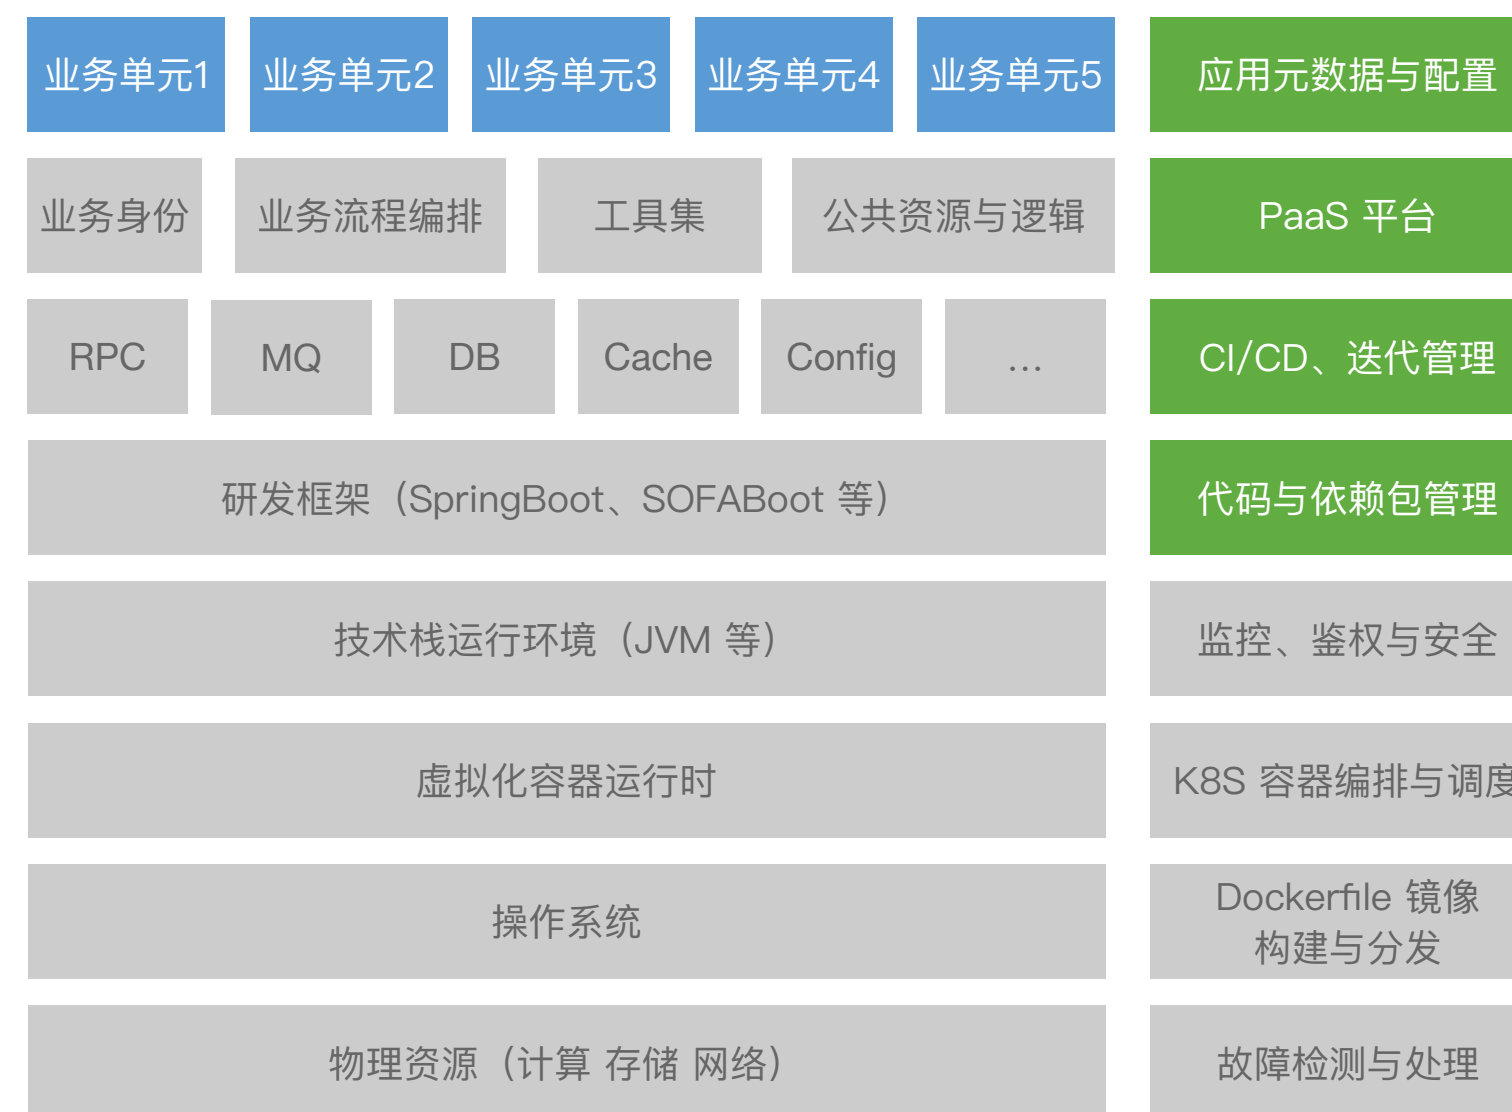 业务单元1
业务单元2
业务单元3
业务单元4
业务单元5
应用元数据与配置
业务身份
业务流程编排
工具集
公共资源与逻辑
PaaS 平台
RPC
MQ
DB
Cache
Config
...
CI/CD、迭代管理
研发框架（SpringBoot、SOFABoot 等）
代码与依赖包管理
技术栈运行环境（JVM 等）
监控、鉴权与安全
虚拟化容器运行时
K8S 容器编排与调度
操作系统
Dockerfile 镜像
构建与分发
物理资源（计算 存储 网络）
故障检测与处理